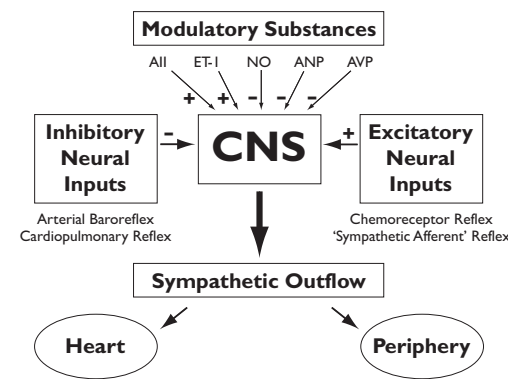 Modulatory Substances
AII ET-1 NO ANP AVP
+ + - - -
Inhibitory
Neural
Inputs
-
CNS
+
Excitatory
Neural
Inputs
Arterial Baroreflex
Cardiopulmonary Reflex
Chemoreceptor Reflex
‘Sympathetic Afferent’ Reflex
Sympathetic Outflow
Heart
Periphery